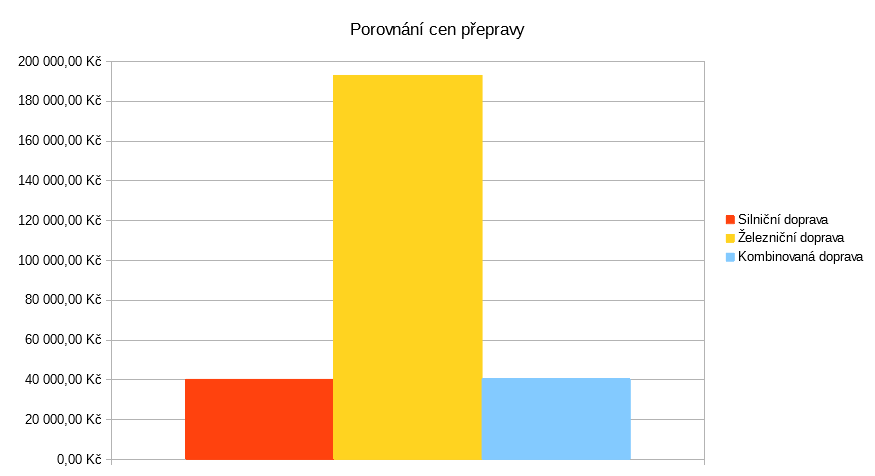 Porovnání cen přepravy
200 000,00 Kč
180 000,00 Kč
160 000,00 Kč
140 000,00 Kč
120 000,00 Kč
100 000,00 Kč
80 000,00 Kč
60 000,00 Kč
40 000,00 Kč
20 000,00 Kč
0,00 Kč
Silniční doprava
Železniční doprava
Kombinovaná doprava